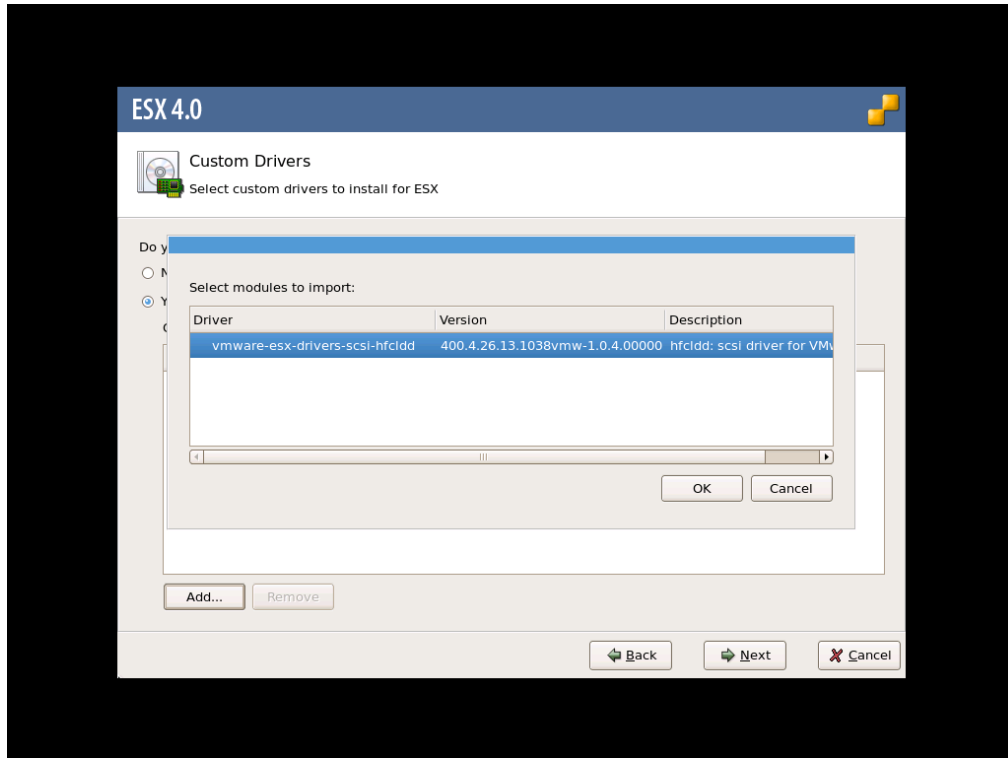 ESX 4.0
Custom Drivers
Select custom drivers to install for ESX
Do y
N
Y
Select modules to import:
Driver Version Description
vmware-esx-drivers-scsi-hfcldd 400.4.26.13.1038vmw-1.0.4.00000 hfcldd: scsi driver for VMw
OK Cancel
Add... Remove
Back Next Cancel